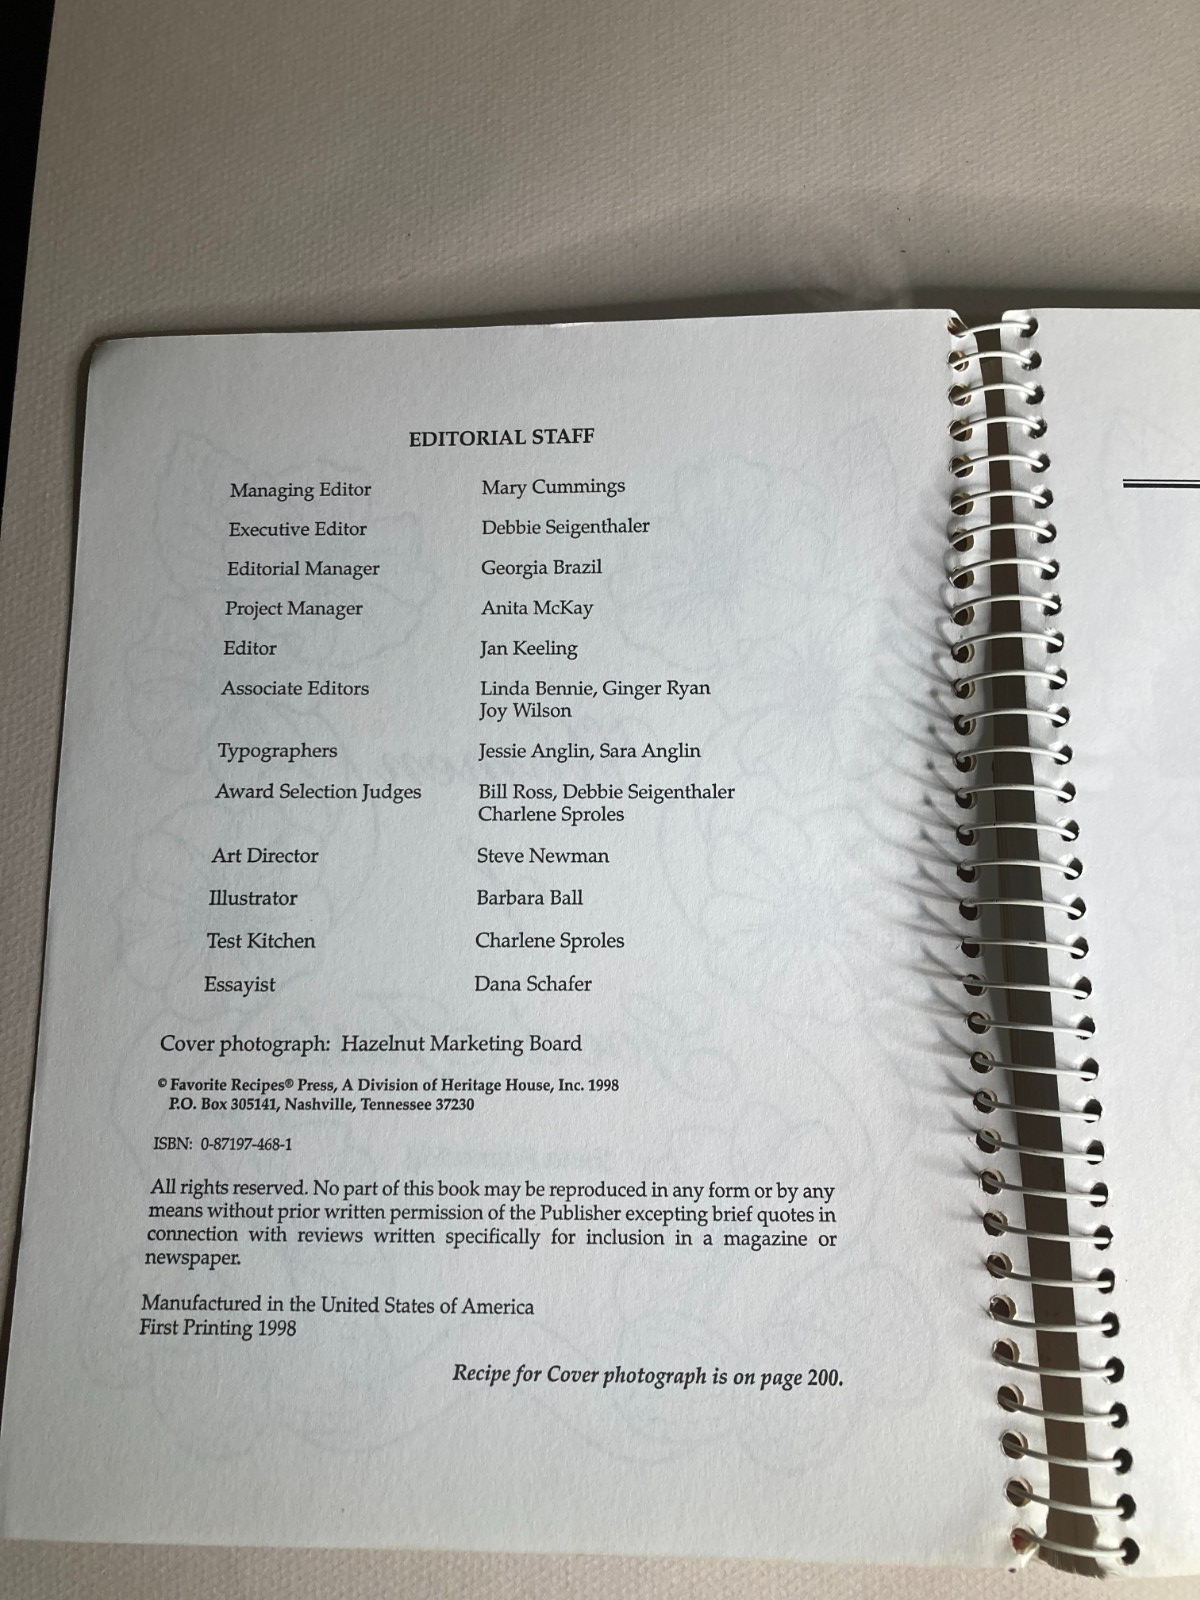 EDITORIAL STAFF
Managing Editor Mary Cummings
Executive Editor Debbie Seigenthaler
Editorial Manager Georgia Brazil
Project Manager Anita McKay
Editor Jan Keeling
Associate Editors Linda Bennie, Ginger Ryan
Joy Wilson
Typographers Jessie Anglin, Sara Anglin
Award Selection Judges Bill Ross, Debbie Seigenthaler
Charlene Sproles
Art Director Steve Newman
Illustrator Barbara Ball
Test Kitchen Charlene Sproles
Essayist Dana Schafer
Cover photograph: Hazelnut Marketing Board
© Favorite Recipes® Press, A Division of Heritage House, Inc. 1998
P.O. Box 305141, Nashville, Tennessee 37230
ISBN: 0-87197-468-1
All rights reserved. No part of this book may be reproduced in any form or by any
means without prior written permission of the Publisher excepting brief quotes in
connection with reviews written specifically for inclusion in a magazine or
newspaper.
Manufactured in the United States of America
First Printing 1998
Recipe for Cover photograph is on page 200.